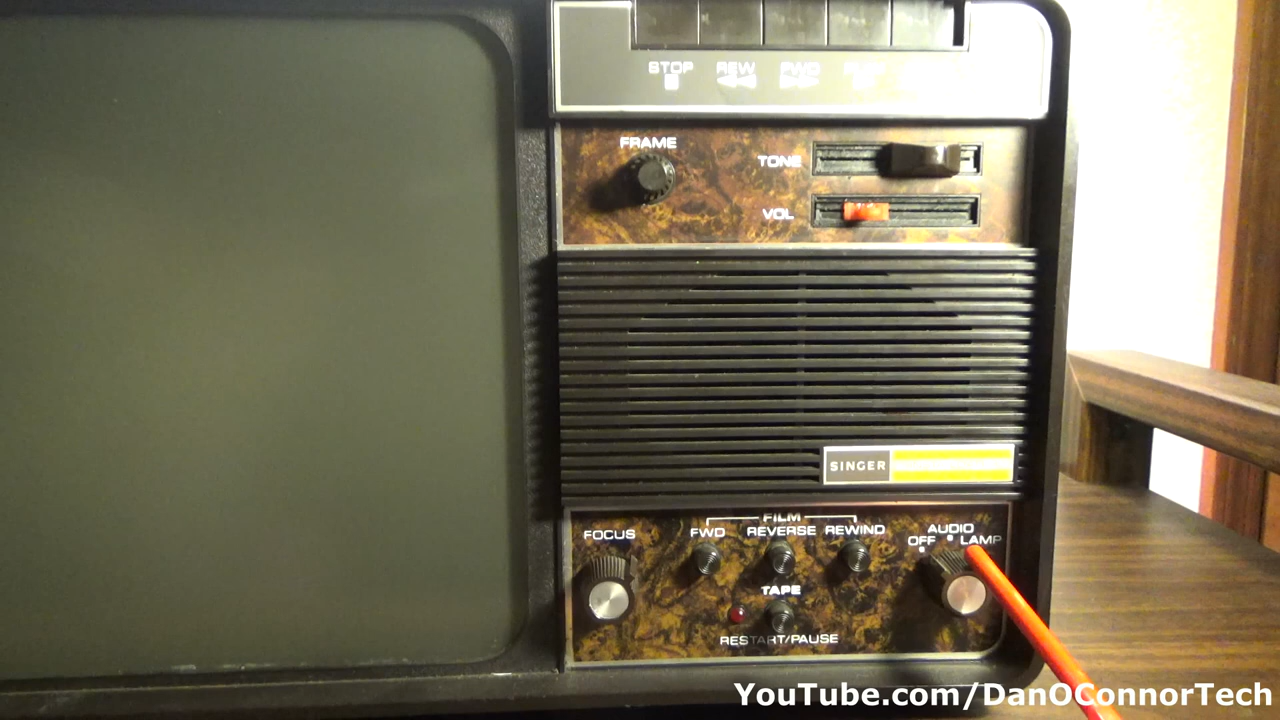 STOP REW FWD
FRAME
TONE
VOL
SINGER
FILM
FOCUS FWD REVERSE REWIND
AUDIO
OFF LAMP
TAPE
RESTART/PAUSE
YouTube.com/DanOConnorTech